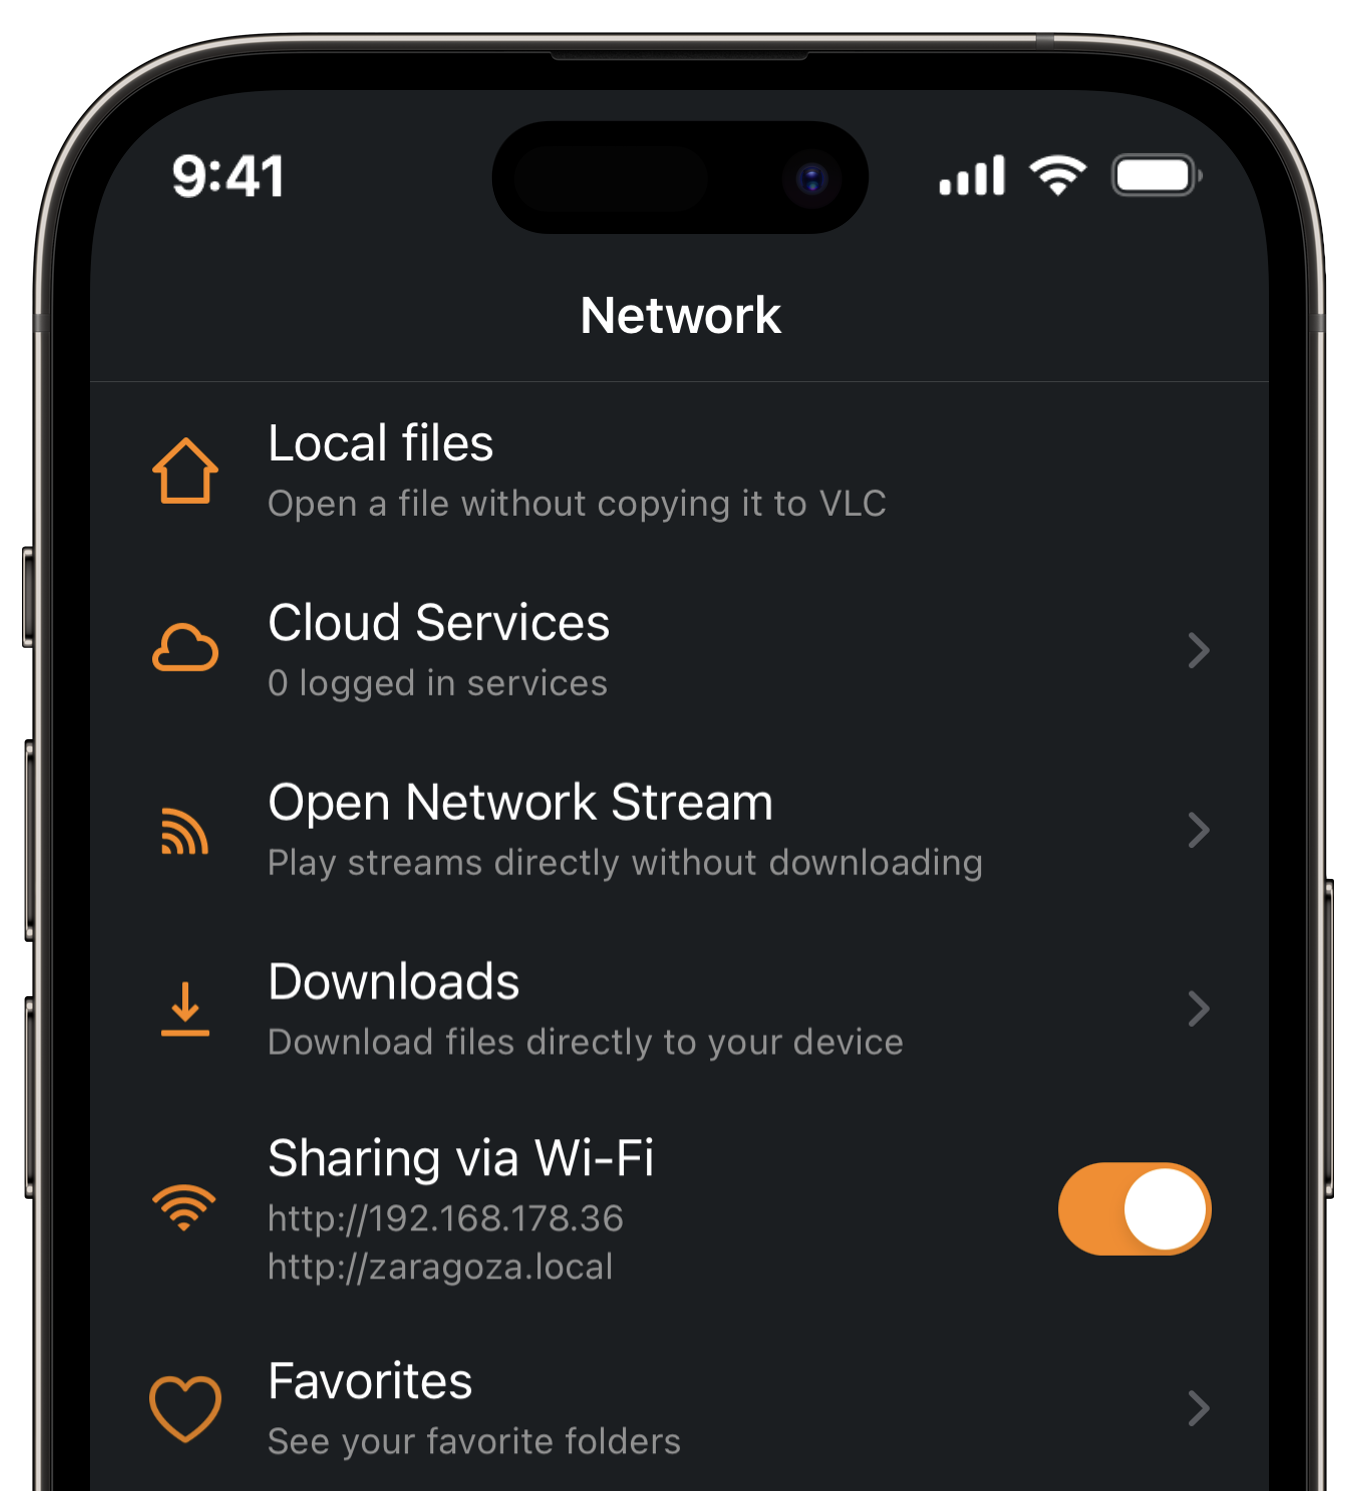 9:41
Network
Local files
Open a file without copying it to VLC
Cloud Services
0 logged in services
Open Network Stream
Play streams directly without downloading
Downloads
Download files directly to your device
Sharing via Wi-Fi
http://192.168.178.36
http://zaragoza.local
Favorites
See your favorite folders